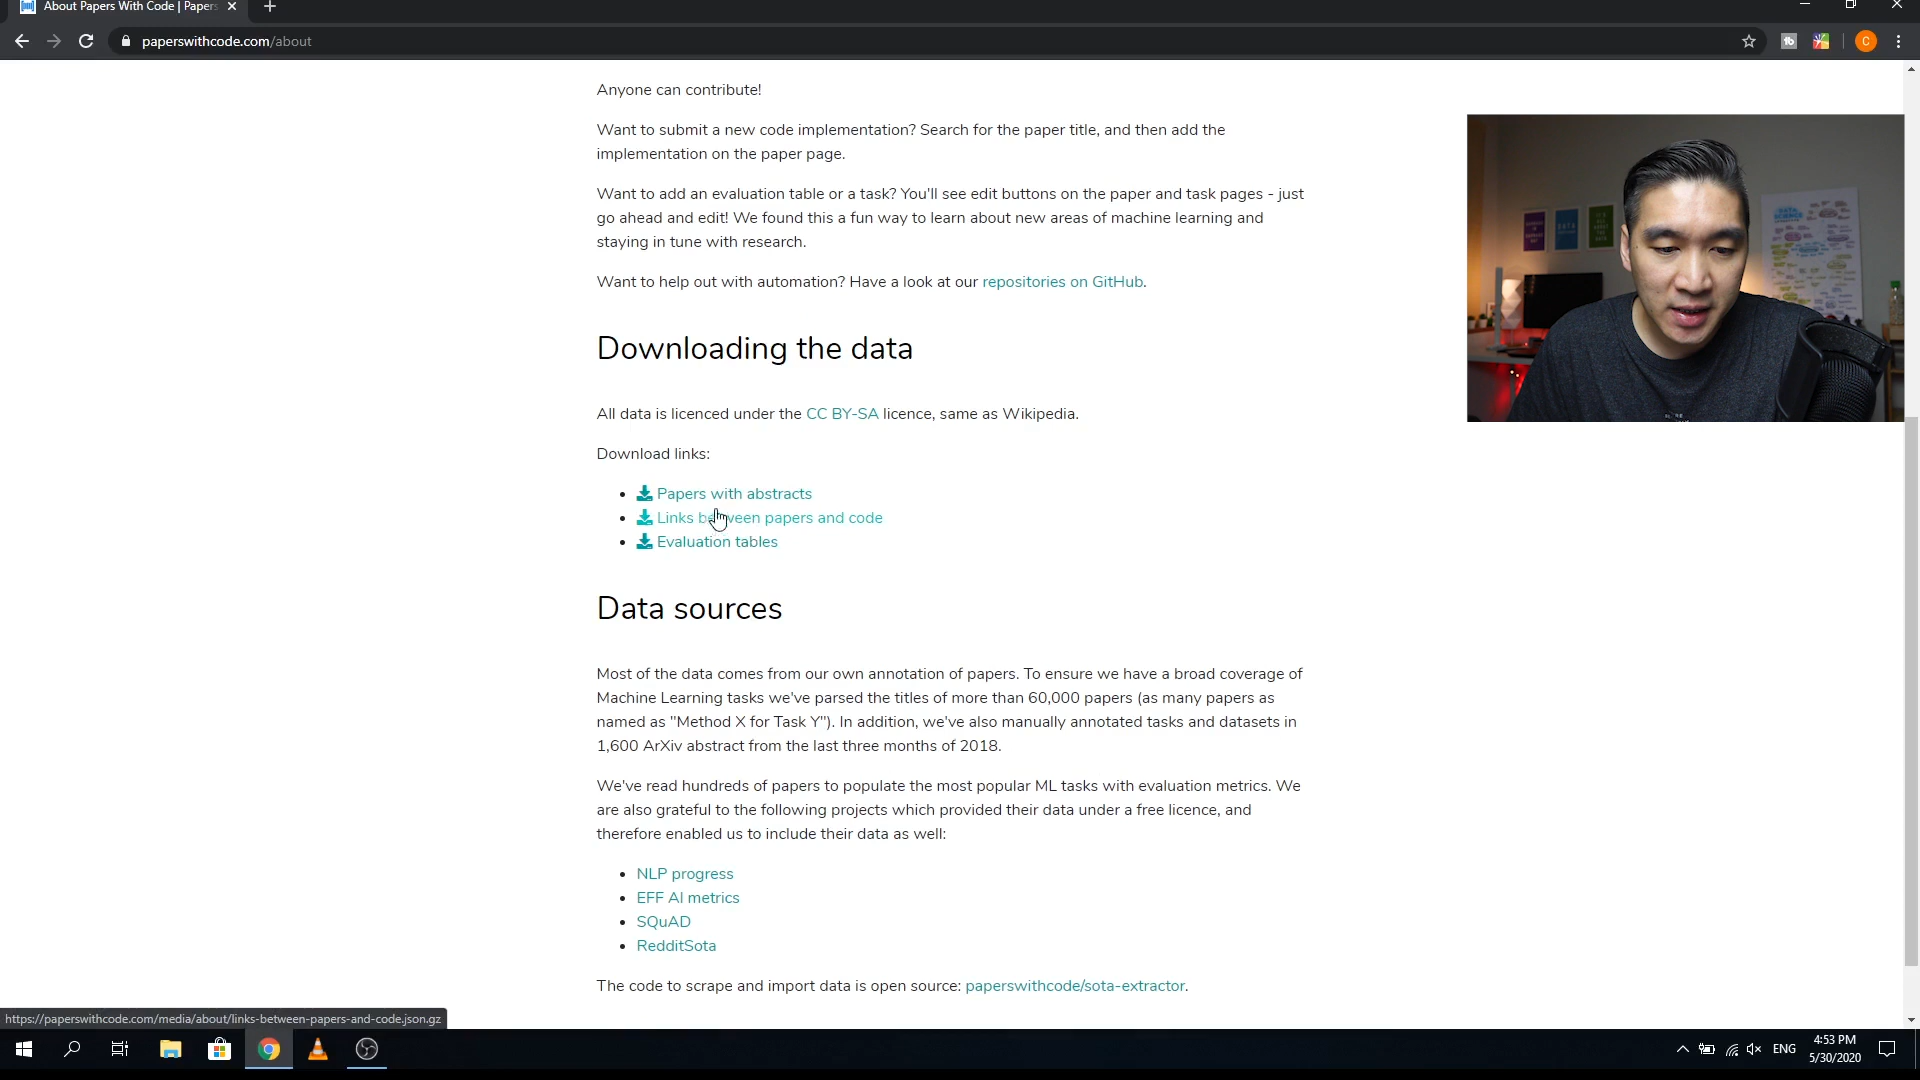 About Papers With Code | Papers
paperswithcode.com/about
Anyone can contribute!
Want to submit a new code implementation? Search for the paper title, and then add the
implementation on the paper page.
Want to add an evaluation table or a task? You'll see edit buttons on the paper and task pages - just
go ahead and edit! We found this a fun way to learn about new areas of machine learning and
staying in tune with research.
Want to help out with automation? Have a look at our repositories on GitHub.
Downloading the data
All data is licenced under the CC BY-SA licence, same as Wikipedia.
Download links:
Papers with abstracts
Links between papers and code
Evaluation tables
Data sources
Most of the data comes from our own annotation of papers. To ensure we have a broad coverage of
Machine Learning tasks we've parsed the titles of more than 60,000 papers (as many papers as
named as "Method X for Task Y"). In addition, we've also manually annotated tasks and datasets in
1,600 ArXiv abstract from the last three months of 2018.
We've read hundreds of papers to populate the most popular ML tasks with evaluation metrics. We
are also grateful to the following projects which provided their data under a free licence, and
therefore enabled us to include their data as well:
NLP progress
EFF AI metrics
SQuAD
RedditSota
The code to scrape and import data is open source: paperswithcode/sota-extractor.
https://paperswithcode.com/media/about/links-between-papers-and-code.json.gz
ENG
4:53 PM
5/30/2020